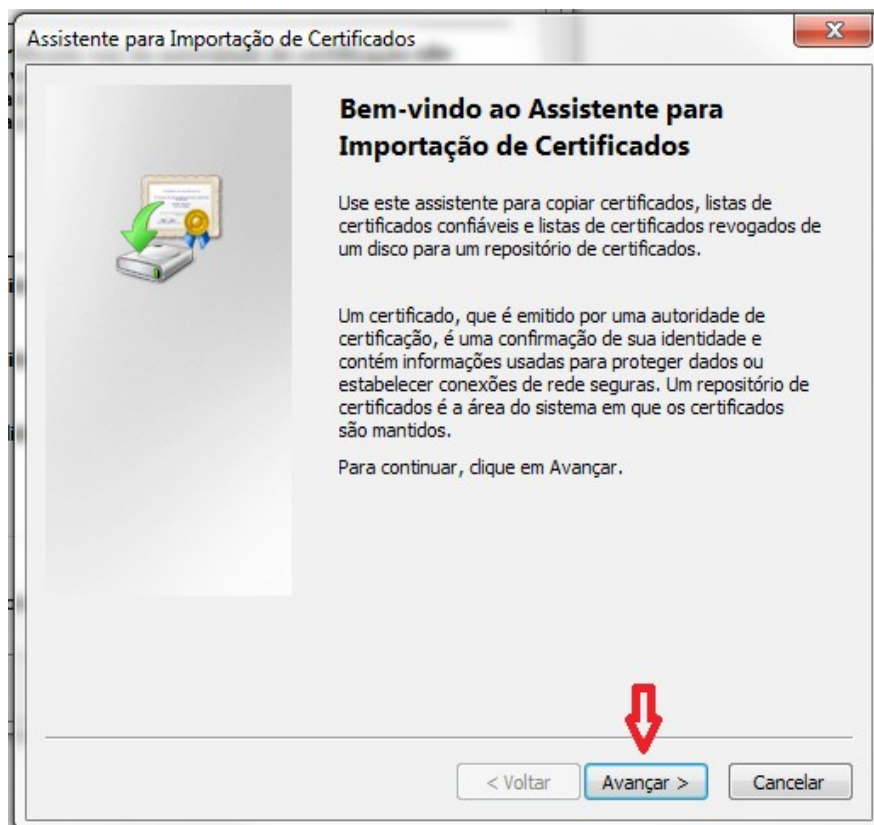 Assistente para Importação de Certificados
Bem-vindo ao Assistente para
Importação de Certificados
Use este assistente para copiar certificados, listas de
certificados confiáveis e listas de certificados revogados de
um disco para um repositório de certificados.
Um certificado, que é emitido por uma autoridade de
certificação, é uma confirmação de sua identidade e
contém informações usadas para proteger dados ou
estabelecer conexões de rede seguras. Um repositório de
certificados é a área do sistema em que os certificados
são mantidos.
Para continuar, clique em Avançar.
< Voltar
Avançar >
Cancelar